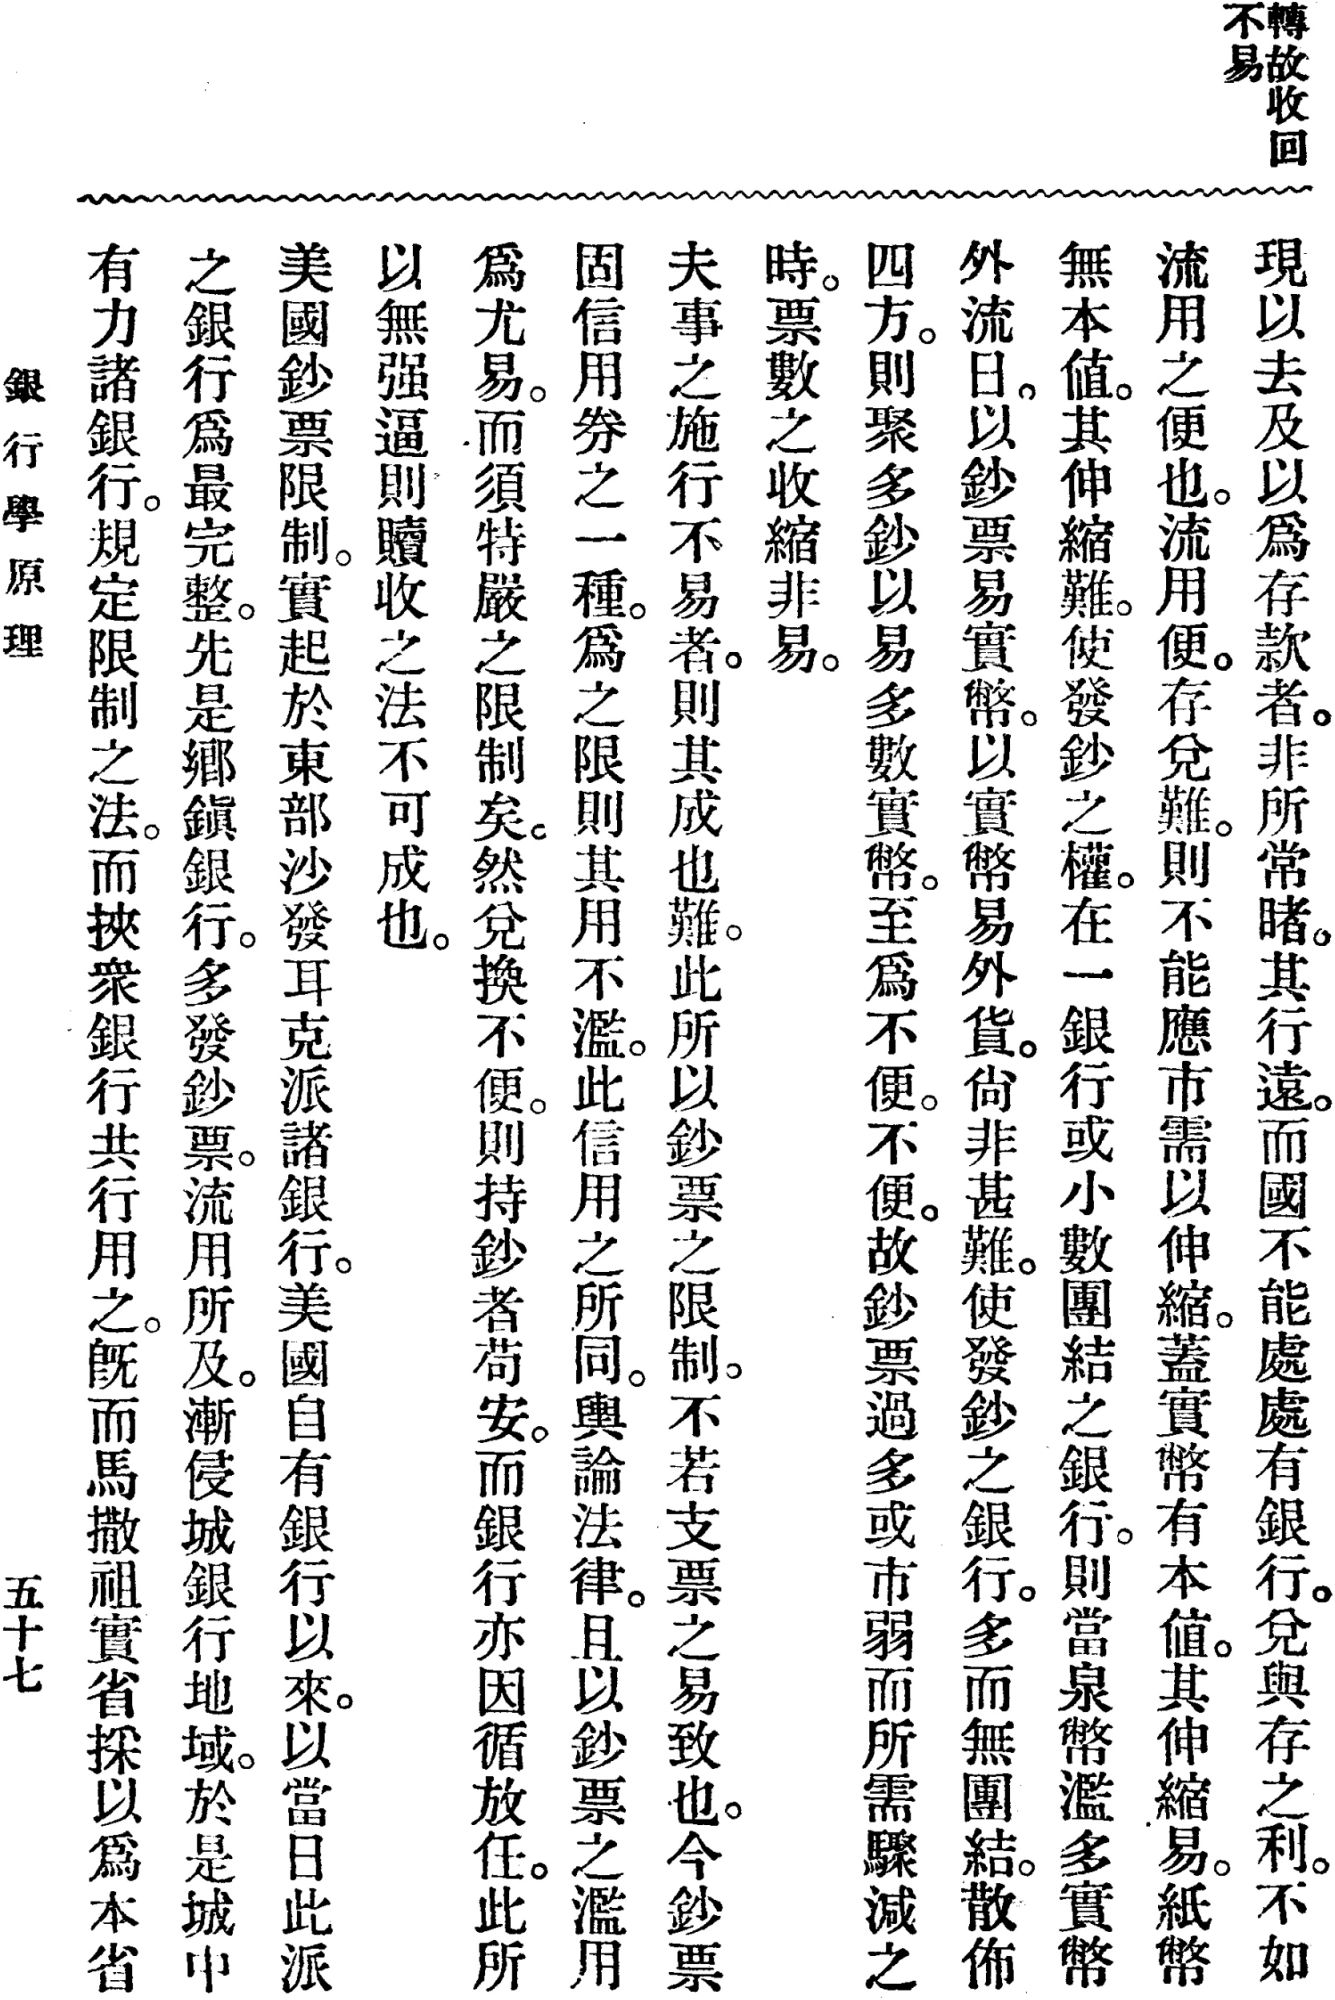 轉故收回
不易
現以去及以爲存款者。非所常睹。其行遠。而國不能處處有銀行。兌與存之利。不如
流用之便也。流用便。存兌難。則不能應市需以伸縮。蓋實幣有本值。其伸縮易。紙幣
無本値。其伸縮難。使發鈔之權。在一銀行或小數團結之銀行。則當泉幣濫多實幣
外流日。以鈔票易實幣。以實幣易外貨。尙非甚難。使發鈔之銀行。多而無團結。散佈
四方。則聚多鈔以易多數實幣。至爲不便。不便。故鈔票過多或市弱而所需驟減之
時。票數之收縮非易。
夫事之施行不易者。則其成也難。此所以鈔票之限制。不若支票之易致也。今鈔票
固信用劵之一種。爲之限則其用不濫。此信用之所同。輿論法律。且以鈔票之濫用
爲尤易。而須特嚴之限制矣。然兌換不便。則持鈔者苟安。而銀行亦因循放任。此所
以無强逼則贖收之法不可成也。
美國鈔票限制。實起於東部沙發耳克派諸銀行。美國自有銀行以來。以當日此派
之銀行爲最完整。先是鄉鎭銀行。多發鈔票。流用所及。漸侵城銀行地域。於是城中
有力諸銀行。規定限制之法。而挾衆銀行共行用之。旣而馬撒祖實省採以爲本省
銀行學原理
五十七